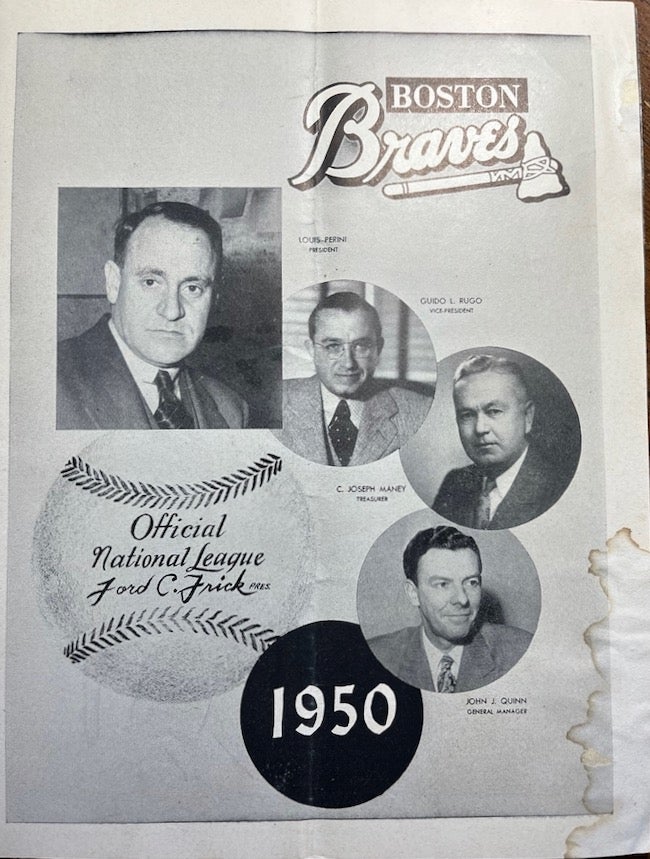 BOSTON
Braves
LOUIS PERINI
PRESIDENT
GUIDO L. RUGO
VICE-PRESIDENT
C. JOSEPH MANEY
TREASURER
Official
National League
Ford C. Frick PRES.
JOHN J. QUINN
GENERAL MANAGER
1950